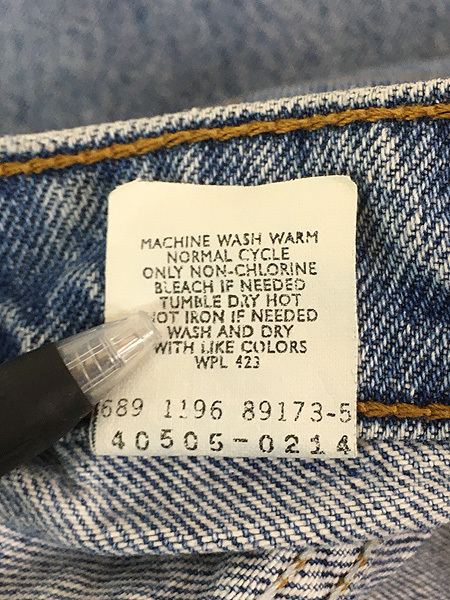 MACHINE WASH WARM
NORMAL CYCLE
ONLY NON-CHLORINE
BLEACH IF NEEDED
TUMBLE DRY HOT
HOT IRON IF NEEDED
WASH AND DRY
WITH LIKE COLORS
WPL 423
689 1196 89173-5
40505-0214